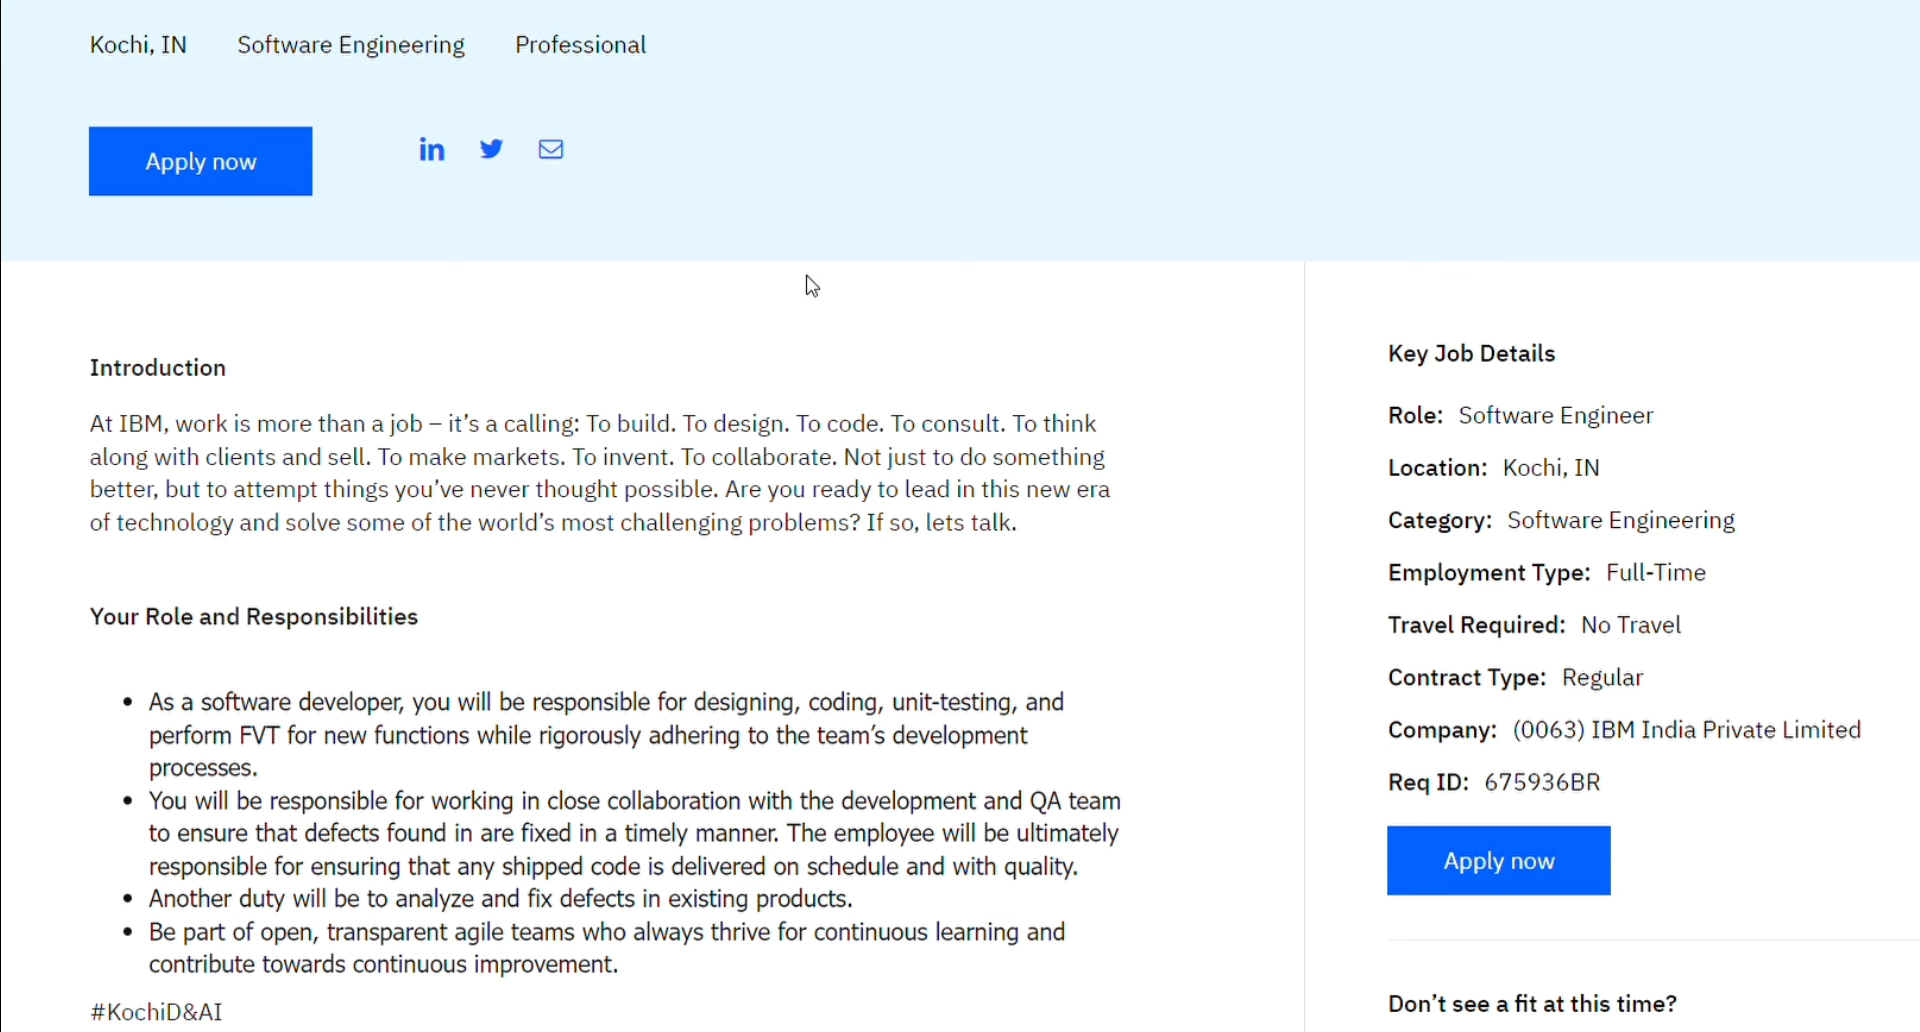 Kochi, IN Software Engineering Professional
Apply now
Introduction
At IBM, work is more than a job – it's a calling: To build. To design. To code. To consult. To think
along with clients and sell. To make markets. To invent. To collaborate. Not just to do something
better, but to attempt things you've never thought possible. Are you ready to lead in this new era
of technology and solve some of the world's most challenging problems? If so, lets talk.
Your Role and Responsibilities
• As a software developer, you will be responsible for designing, coding, unit-testing, and
perform FVT for new functions while rigorously adhering to the team's development
processes.
• You will be responsible for working in close collaboration with the development and QA team
to ensure that defects found in are fixed in a timely manner. The employee will be ultimately
responsible for ensuring that any shipped code is delivered on schedule and with quality.
• Another duty will be to analyze and fix defects in existing products.
• Be part of open, transparent agile teams who always thrive for continuous learning and
contribute towards continuous improvement.
#KochiD&AI
Key Job Details
Role: Software Engineer
Location: Kochi, IN
Category: Software Engineering
Employment Type: Full-Time
Travel Required: No Travel
Contract Type: Regular
Company: (0063) IBM India Private Limited
Req ID: 675936BR
Apply now
Don't see a fit at this time?